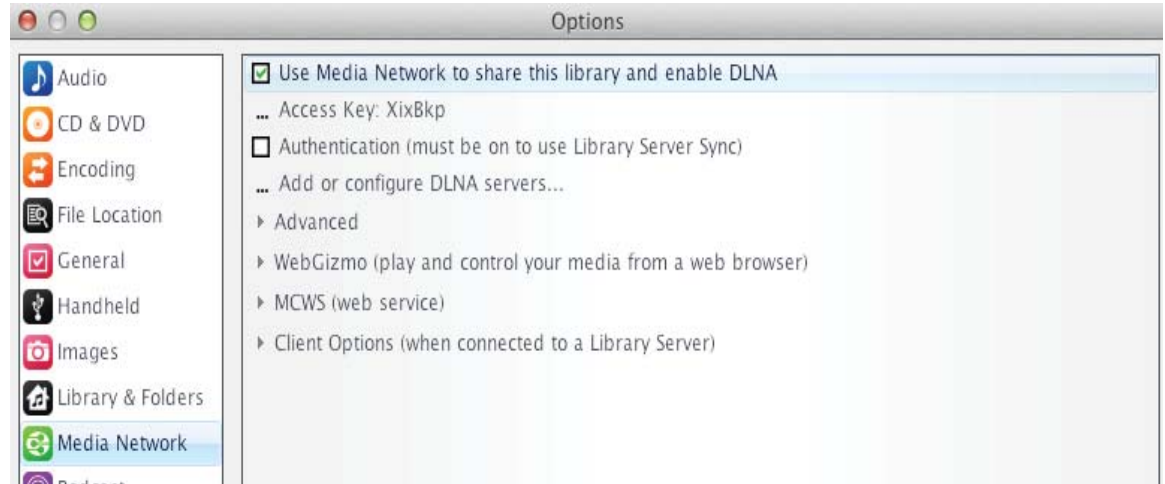 Options
Audio
CD & DVD
Encoding
File Location
General
Handheld
Images
Library & Folders
Media Network
Podcast
Use Media Network to share this library and enable DLNA
... Access Key: XixBkp
Authentication (must be on to use Library Server Sync)
... Add or configure DLNA servers...
Advanced
WebGizmo (play and control your media from a web browser)
MCWS (web service)
Client Options (when connected to a Library Server)